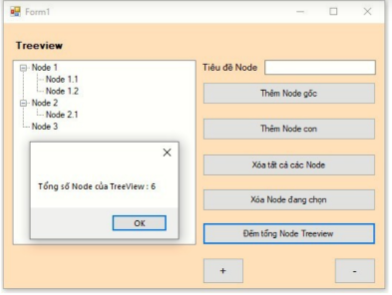 Form1
Treeview
Node 1
Node 1.1
Node 1.2
Node 2
Node 2.1
Node 3
Tổng số Node của TreeView : 6
OK
Tiêu đề Node
Thêm Node gốc
Thêm Node con
Xóa tất cả các Node
Xóa Node đang chọn
Đếm tổng Node Treeview
+
-